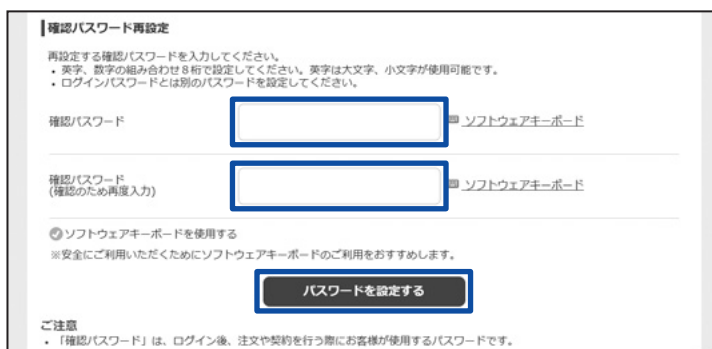 確認パスワード再設定
再設定する確認パスワードを入力してください。
・英字、数字の組み合わせ8桁で設定してください。英字は大文字、小文字が使用可能です。
・ログインパスワードとは別のパスワードを設定してください。
確認パスワード
ソフトウェアキーボード
確認パスワード
(確認のため再度入力)
ソフトウェアキーボード
ソフトウェアキーボードを使用する
※安全にご利用いただくためにソフトウェアキーボードのご利用をおすすめします。
パスワードを設定する
ご注意
・「確認パスワード」は、ログイン後、注文や契約を行う際にお客様が使用するパスワードです。